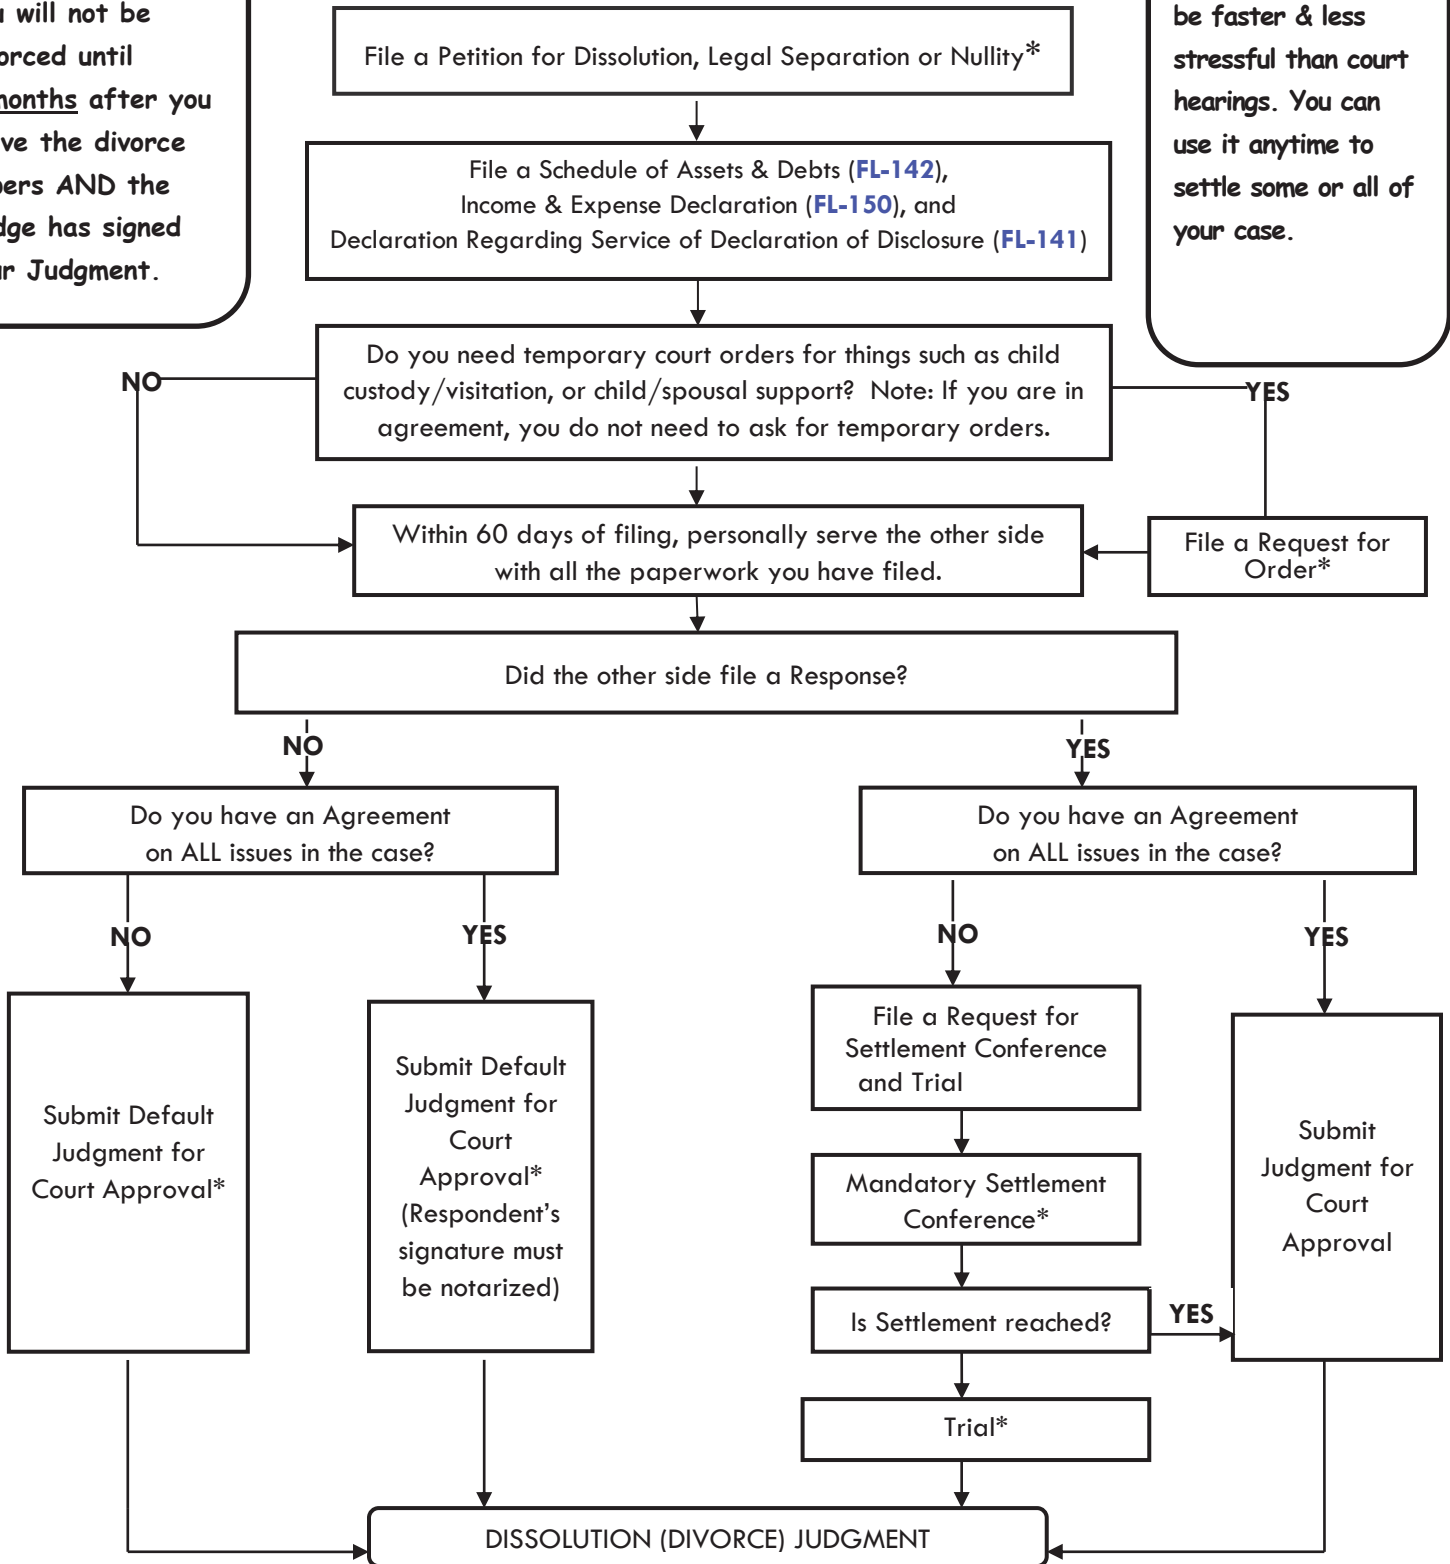 will not be
until
months after you
the divorce
AND the
has signed
Judgment.
be faster & less
stressful than court
hearings. You can
use it anytime to
settle some or all of
your case.
File a Petition for Dissolution, Legal Separation or Nullity*
File a Schedule of Assets & Debts (FL-142),
Income & Expense Declaration (FL-150), and
Declaration Regarding Service of Declaration of Disclosure (FL-141)
Do you need temporary court orders for things such as child
custody/visitation, or child/spousal support? Note: If you are in
agreement, you do not need to ask for temporary orders.
NO
YES
Within 60 days of filing, personally serve the other side
with all the paperwork you have filed.
File a Request for
Order*
Did the other side file a Response?
NO
YES
Do you have an Agreement
on ALL issues in the case?
Do you have an Agreement
on ALL issues in the case?
NO
YES
NO
YES
Submit Default
Judgment for
Court Approval*
Submit Default
Judgment for
Court
Approval*
(Respondent's
signature must
be notarized)
File a Request for
Settlement Conference
and Trial
Mandatory Settlement
Conference*
Is Settlement reached?
YES
Submit
Judgment for
Court
Approval
Trial*
DISSOLUTION (DIVORCE) JUDGMENT